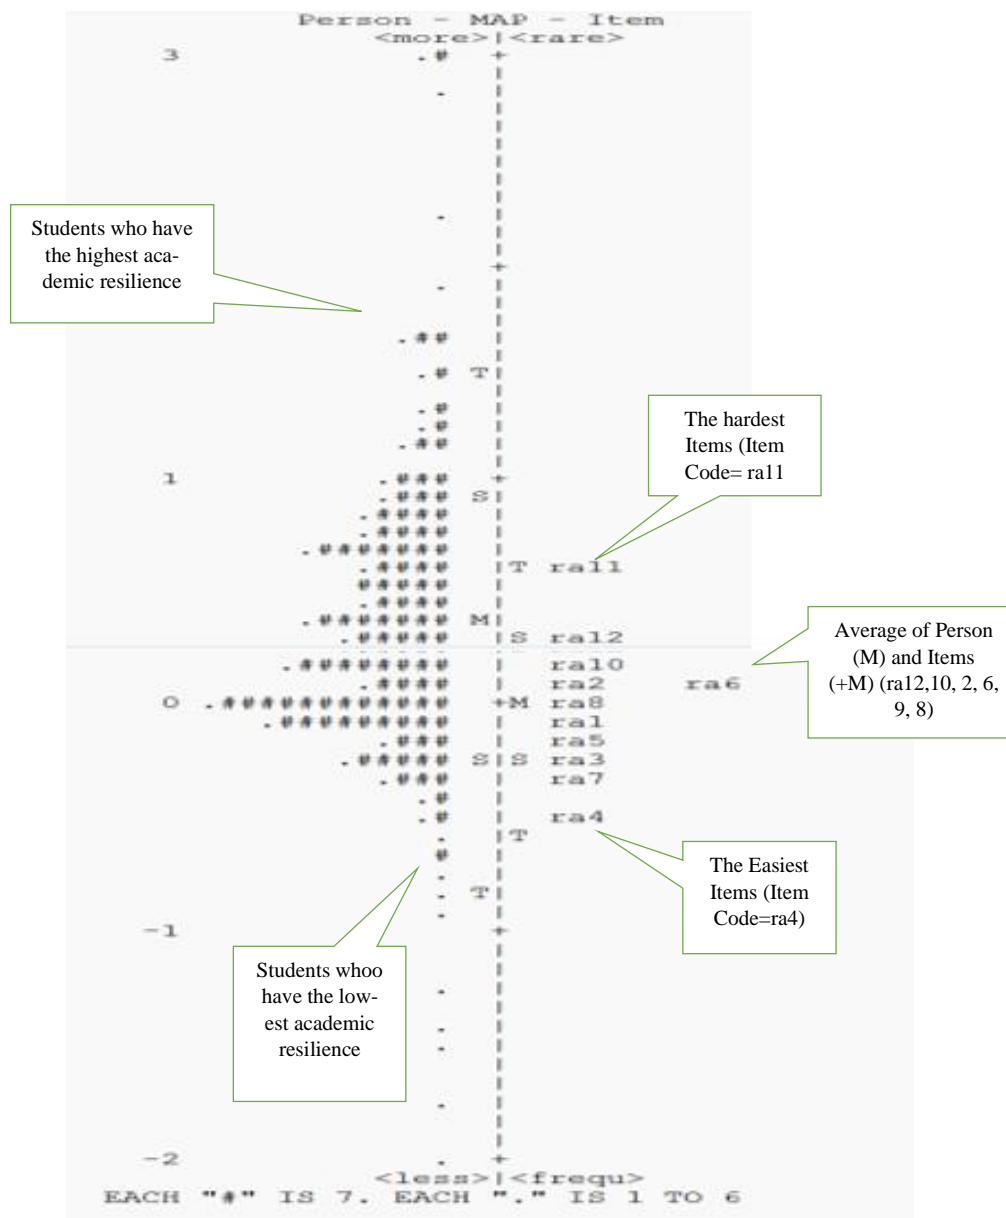 Person - MAP - Item
<more>|<rare>
3 .# +
. |
. |
+
. |
Students who have
the highest aca-
demic resilience
.## |
.# T|
.# |
.# |
.## |
The hardest
Items (Item
Code= ra11
1 .### +
.### S|
.#### |
.#### |
.####### |
.#### |T ra11
##### |
.#### |
.####### M|
.##### |S ra12
.######## | ra10
.#### | ra2 ra6
0 .############ +M ra8
.######### | ra1
.### | ra5
.##### S|S ra3
.### | ra7
.# |
.# | ra4
. |T
# |
. |
. T|
. |
Average of Person
(M) and Items
(+M) (ra12,10, 2, 6,
9, 8)
The Easiest
Items (Item
Code=ra4)
-1 +
Students whoo
have the low-
est academic
resilience
. |
. |
. |
. |
-2 . +
<less>|<frequ>
EACH "#" IS 7. EACH "." IS 1 TO 6